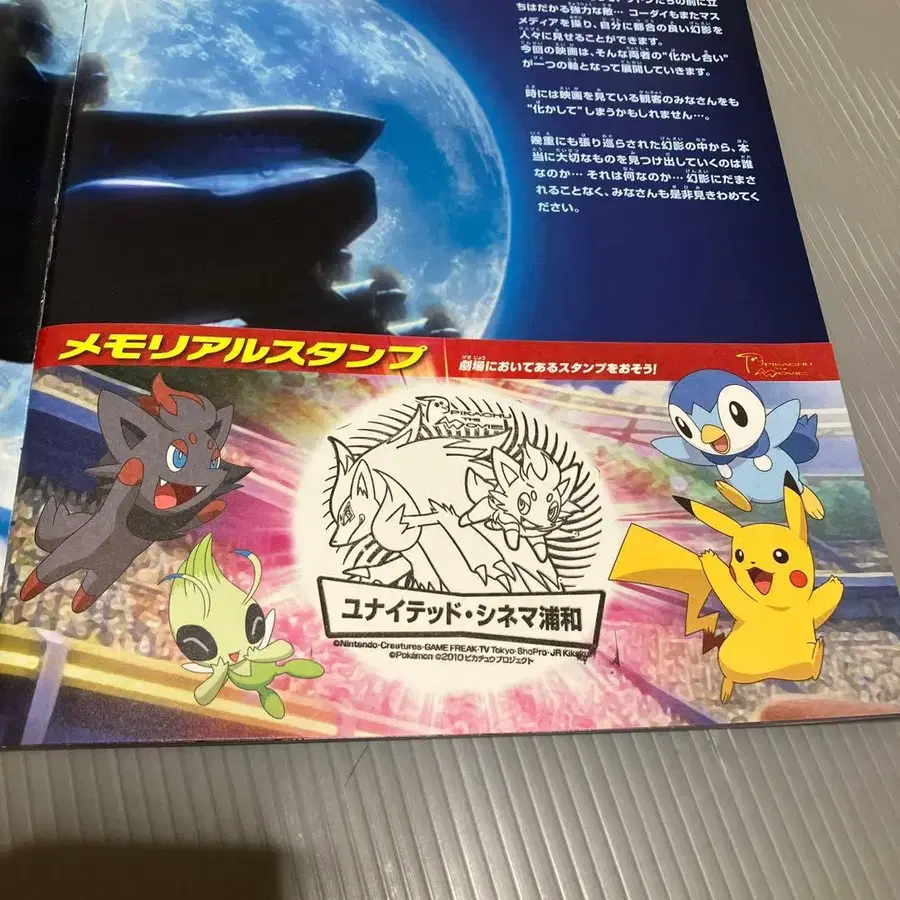 ちはだかる強力な敵… コーダイもまたマス
メディアを操り、自分に都合の良い幻影を
人々に見せることができます。
今回の映画は、そんな両者の"化かし合い"
が一つの軸となって展開していきます。
時には映画を見ている観客のみなさんをも
"化かして"しまうかもしれません…。
幾重にも張り巡らされた幻影の中から、本
当に大切なものを見つけ出していくのは誰
なのか… それは何なのか… 幻影にだまさ
れることなく、みなさんも是非見きわめてく
ださい。
メモリアルスタンプ
劇場においてあるスタンプをおそう!
PIKACHU THE MOVIE
PIKACHU THE MOVIE
ユナイテッド・シネマ浦和
©Nintendo・Creatures・GAME FREAK・TV Tokyo・ShoPro・JR Kikaku
©Pokémon ©2010 ピカチュウプロジェクト